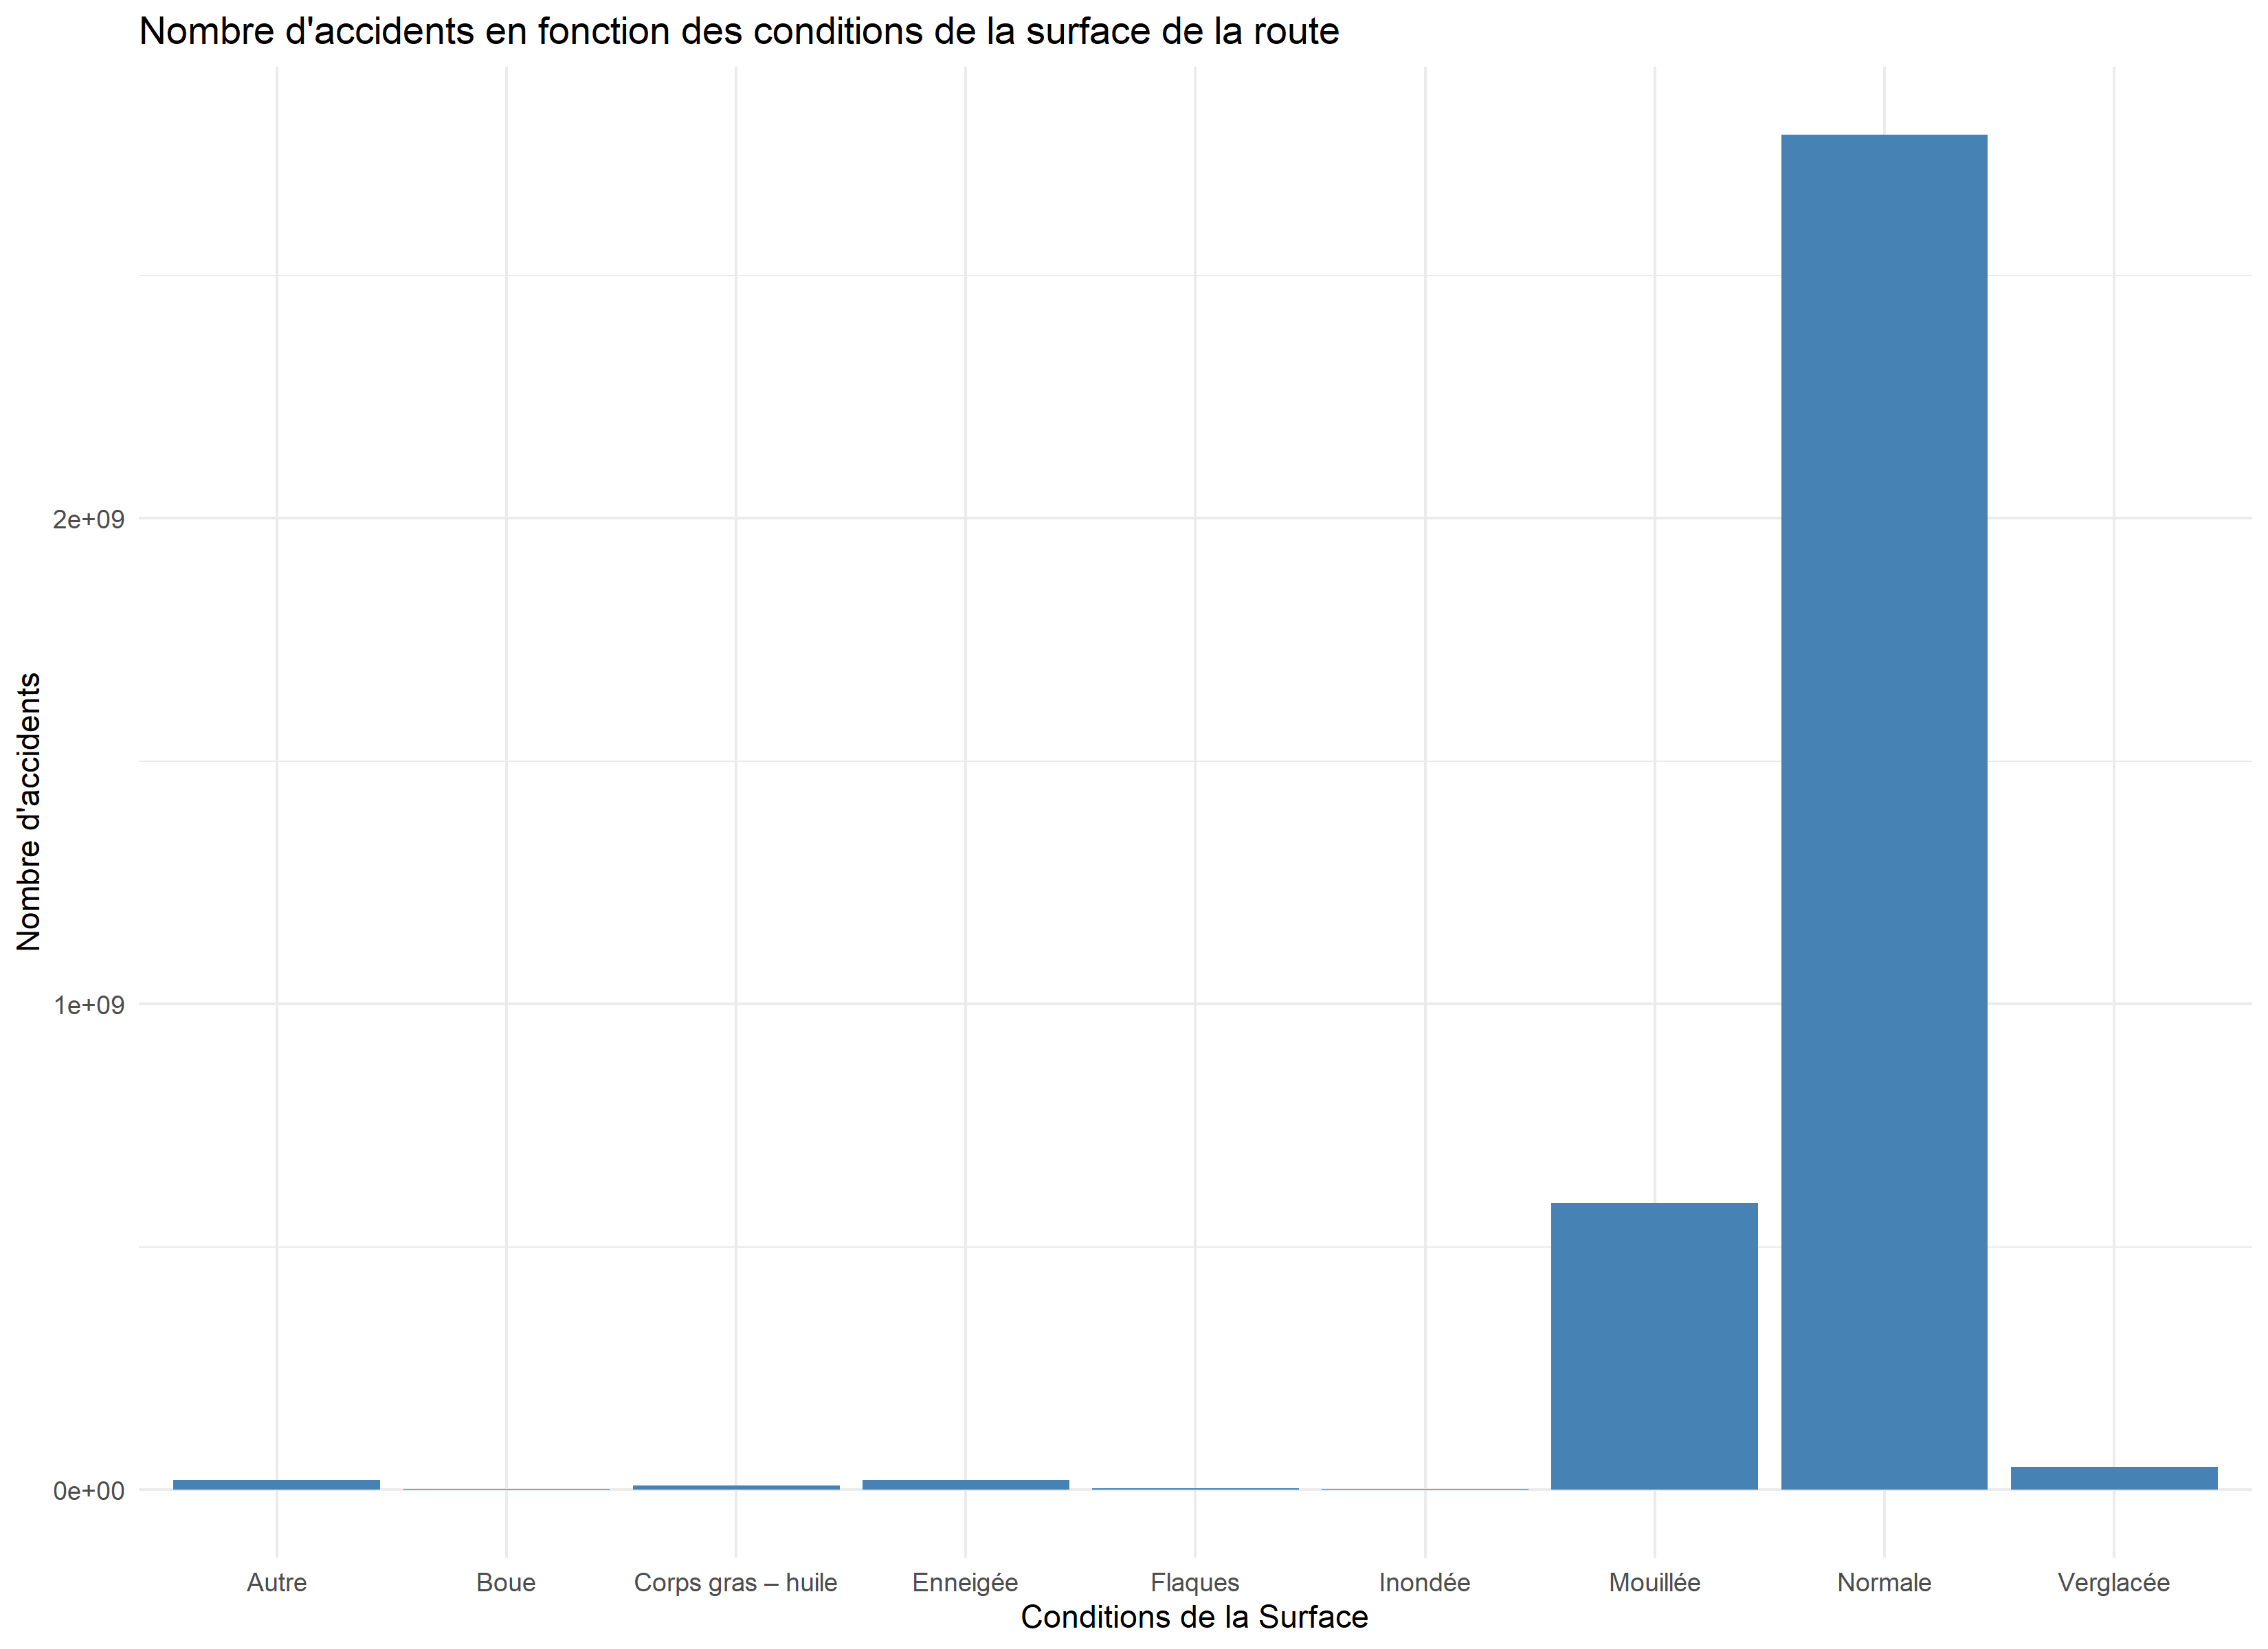 Nombre d'accidents en fonction des conditions de la surface de la route
Nombre d'accidents
2e+09
1e+09
0e+00
Autre
Boue
Corps gras – huile
Enneigée
Flaques
Inondée
Mouillée
Normale
Verglacée
Conditions de la Surface